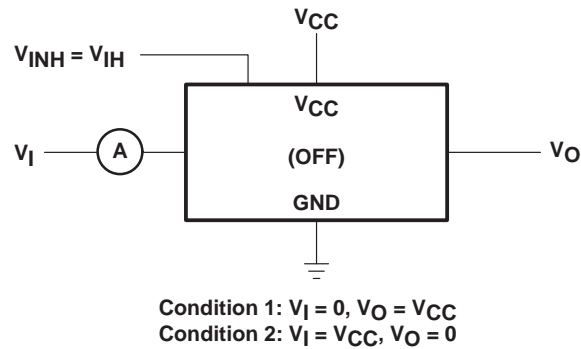 VCC
VINH = VIH
VCC
VI
A
(OFF)
VO
GND
Condition 1: VI = 0, VO = VCC
Condition 2: VI = VCC, VO = 0